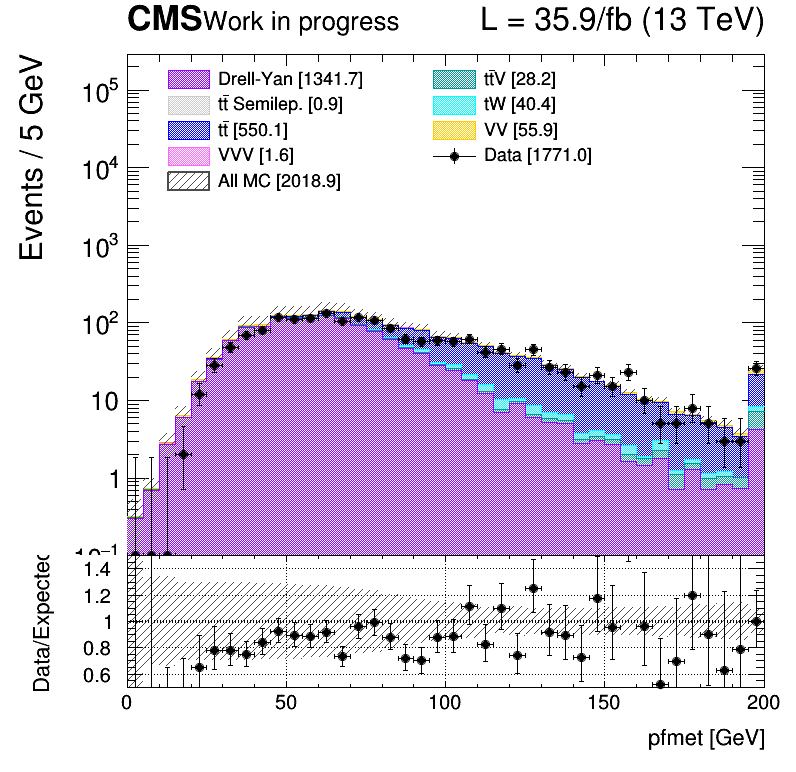 CMS Work in progress L = 35.9/fb (13 TeV)
Events / 5 GeV
Drell-Yan [1341.7]
tt̄ Semilep. [0.9]
tt̄ [550.1]
VVV [1.6]
All MC [2018.9]
tt̄V [28.2]
tW [40.4]
VV [55.9]
Data [1771.0]
10⁵
10⁴
10³
10²
10
1
10⁻¹
Data/Expected
1.4
1.2
1
0.8
0.6
0 50 100 150 200
pfmet [GeV]